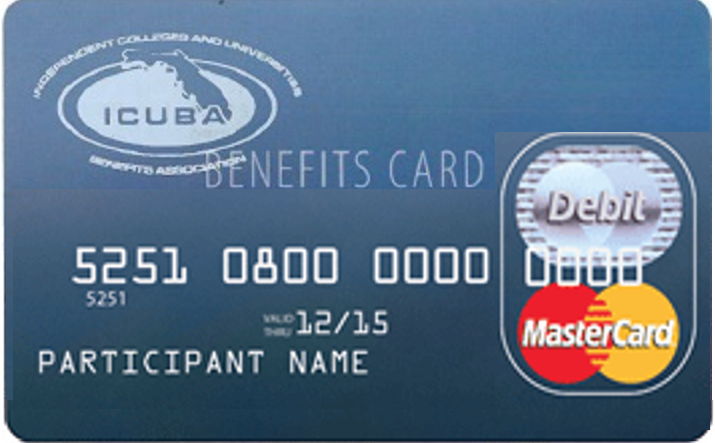 INDEPENDENT COLLEGES AND UNIVERSITIES
ICUBA
BENEFITS ASSOCIATION
BENEFITS CARD
Debit
5251 0800 0000 0000
5251
VALID THRU 12/15
MasterCard
PARTICIPANT NAME